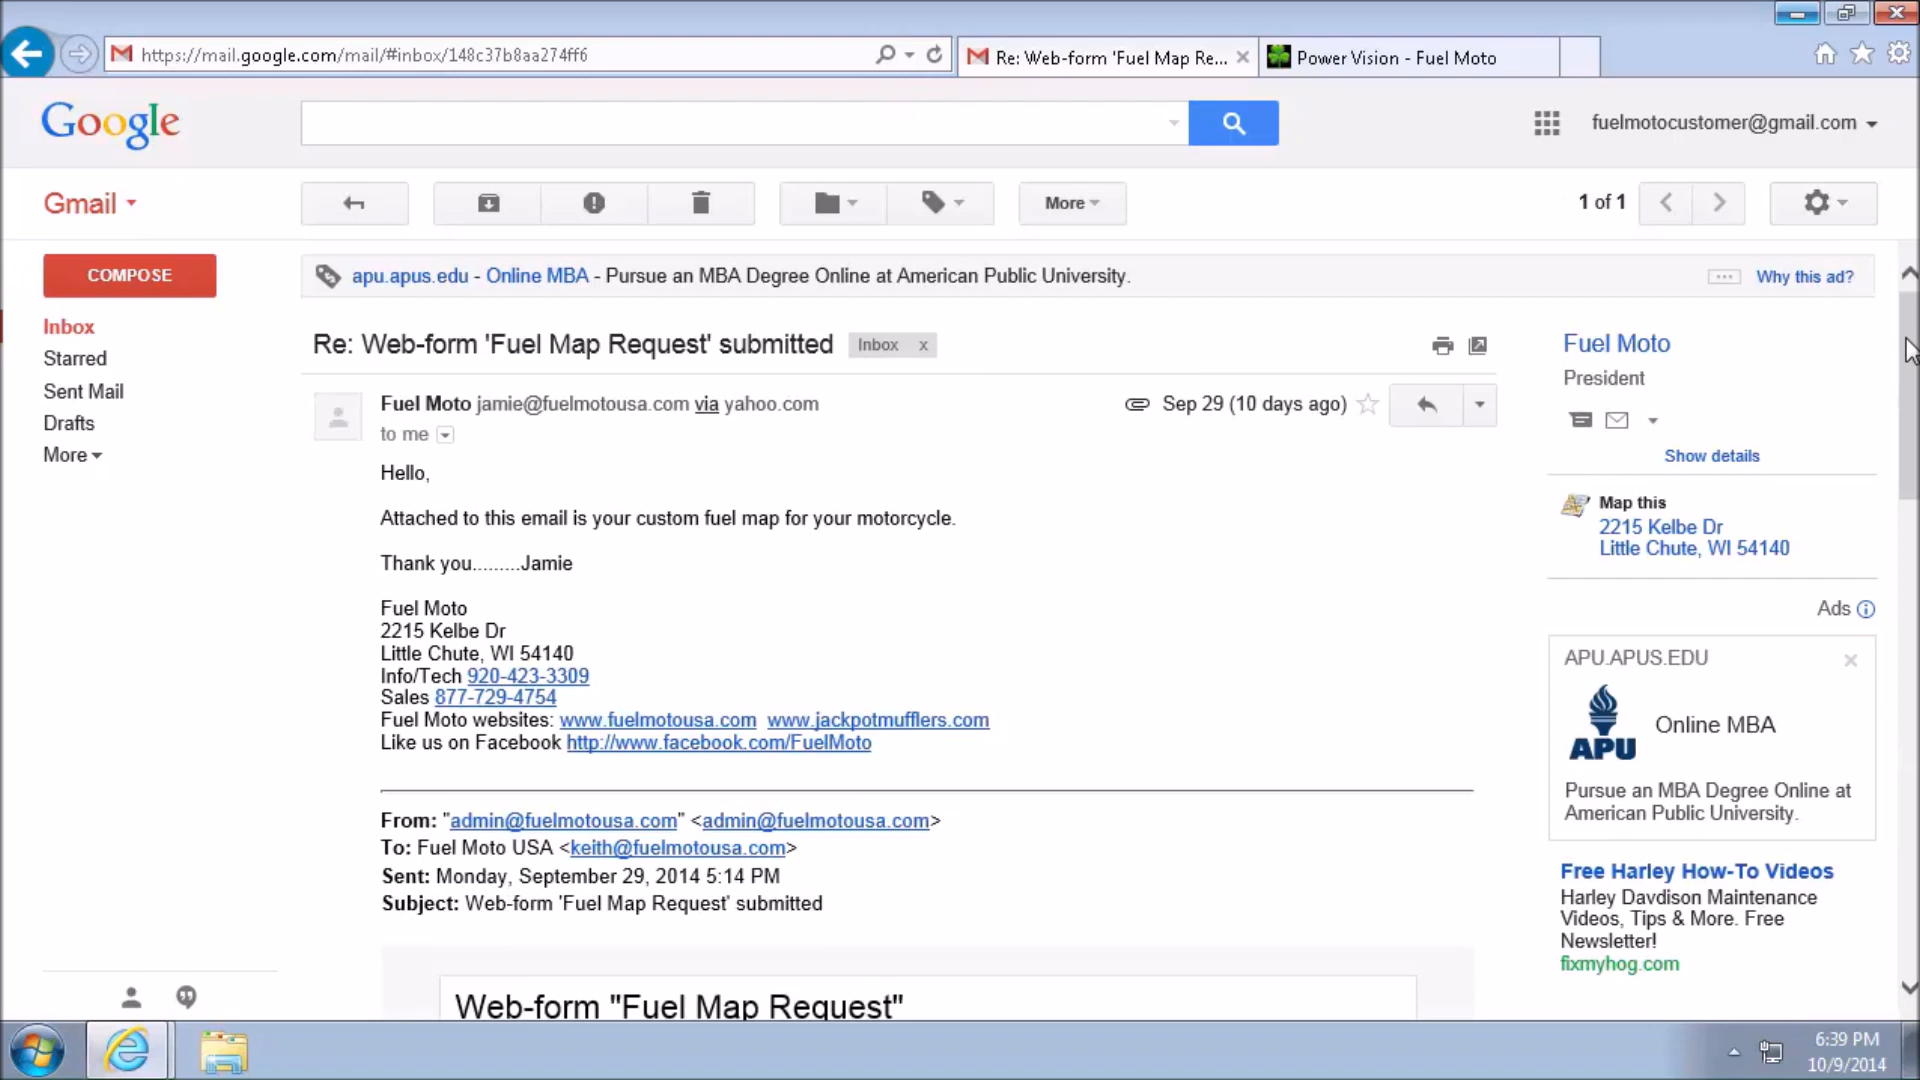 https://mail.google.com/mail/#inbox/148c37b8aa274ff6
Re: Web-form 'Fuel Map Re...
Power Vision - Fuel Moto
Google
fuelmotocustomer@gmail.com
Gmail
More
1 of 1
COMPOSE
apu.apus.edu - Online MBA - Pursue an MBA Degree Online at American Public University.
Why this ad?
Inbox
Starred
Sent Mail
Drafts
More
Re: Web-form 'Fuel Map Request' submitted
Inbox x
Fuel Moto jamie@fuelmotousa.com via yahoo.com
Sep 29 (10 days ago)
to me
Hello,
Attached to this email is your custom fuel map for your motorcycle.
Thank you.........Jamie
Fuel Moto
2215 Kelbe Dr
Little Chute, WI 54140
Info/Tech 920-423-3309
Sales 877-729-4754
Fuel Moto websites: www.fuelmotousa.com www.jackpotmufflers.com
Like us on Facebook http://www.facebook.com/FuelMoto
From: "admin@fuelmotousa.com" <admin@fuelmotousa.com>
To: Fuel Moto USA <keith@fuelmotousa.com>
Sent: Monday, September 29, 2014 5:14 PM
Subject: Web-form 'Fuel Map Request' submitted
Web-form "Fuel Map Request"
Fuel Moto
President
Show details
Map this
2215 Kelbe Dr
Little Chute, WI 54140
Ads
APU.APUS.EDU
APU
Online MBA
Pursue an MBA Degree Online at
American Public University.
Free Harley How-To Videos
Harley Davdison Maintenance
Videos, Tips & More. Free
Newsletter!
fixmyhog.com
6:39 PM
10/9/2014